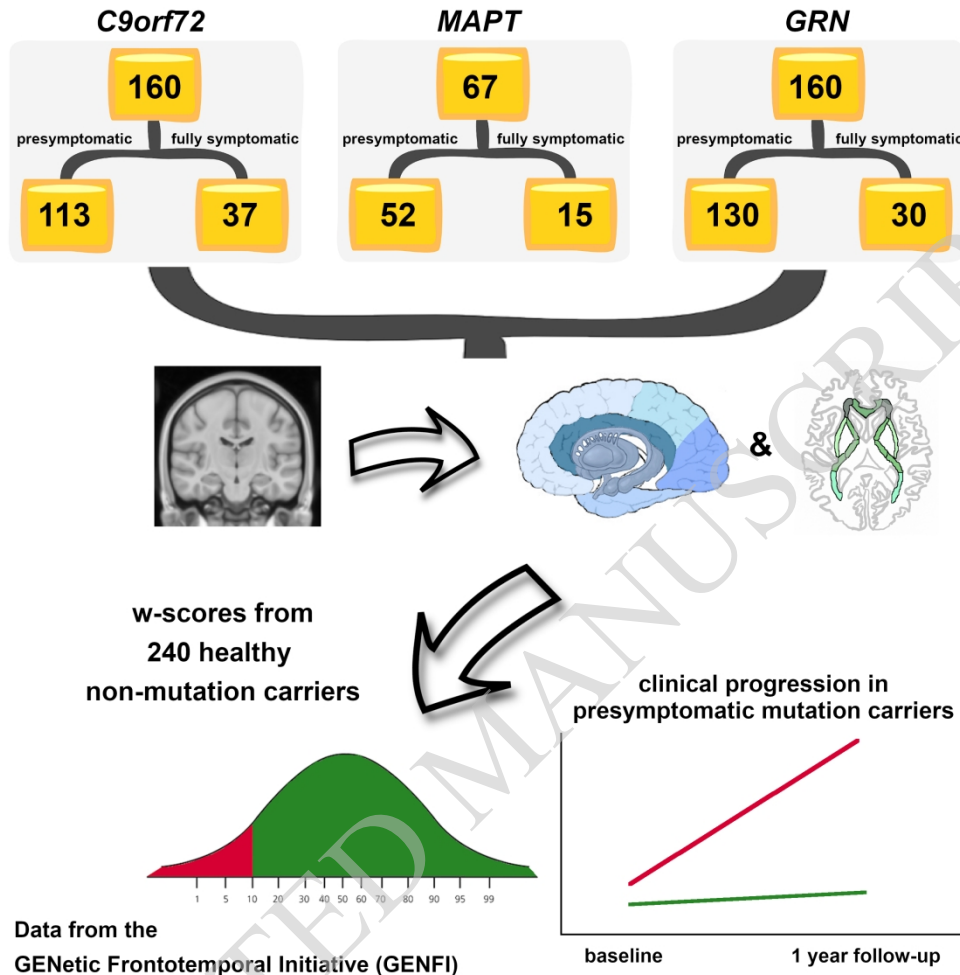 C9orf72 MAPT GRN
160 67 160
presymptomatic fully symptomatic presymptomatic fully symptomatic presymptomatic fully symptomatic
113 37 52 15 130 30
&
w-scores from
240 healthy
non-mutation carriers
clinical progression in
presymptomatic mutation carriers
1 5 10 20 30 40 50 60 70 80 90 95 99
baseline 1 year follow-up
Data from the
GENetic Frontotemporal Initiative (GENFI)
TED MANUSCRIP